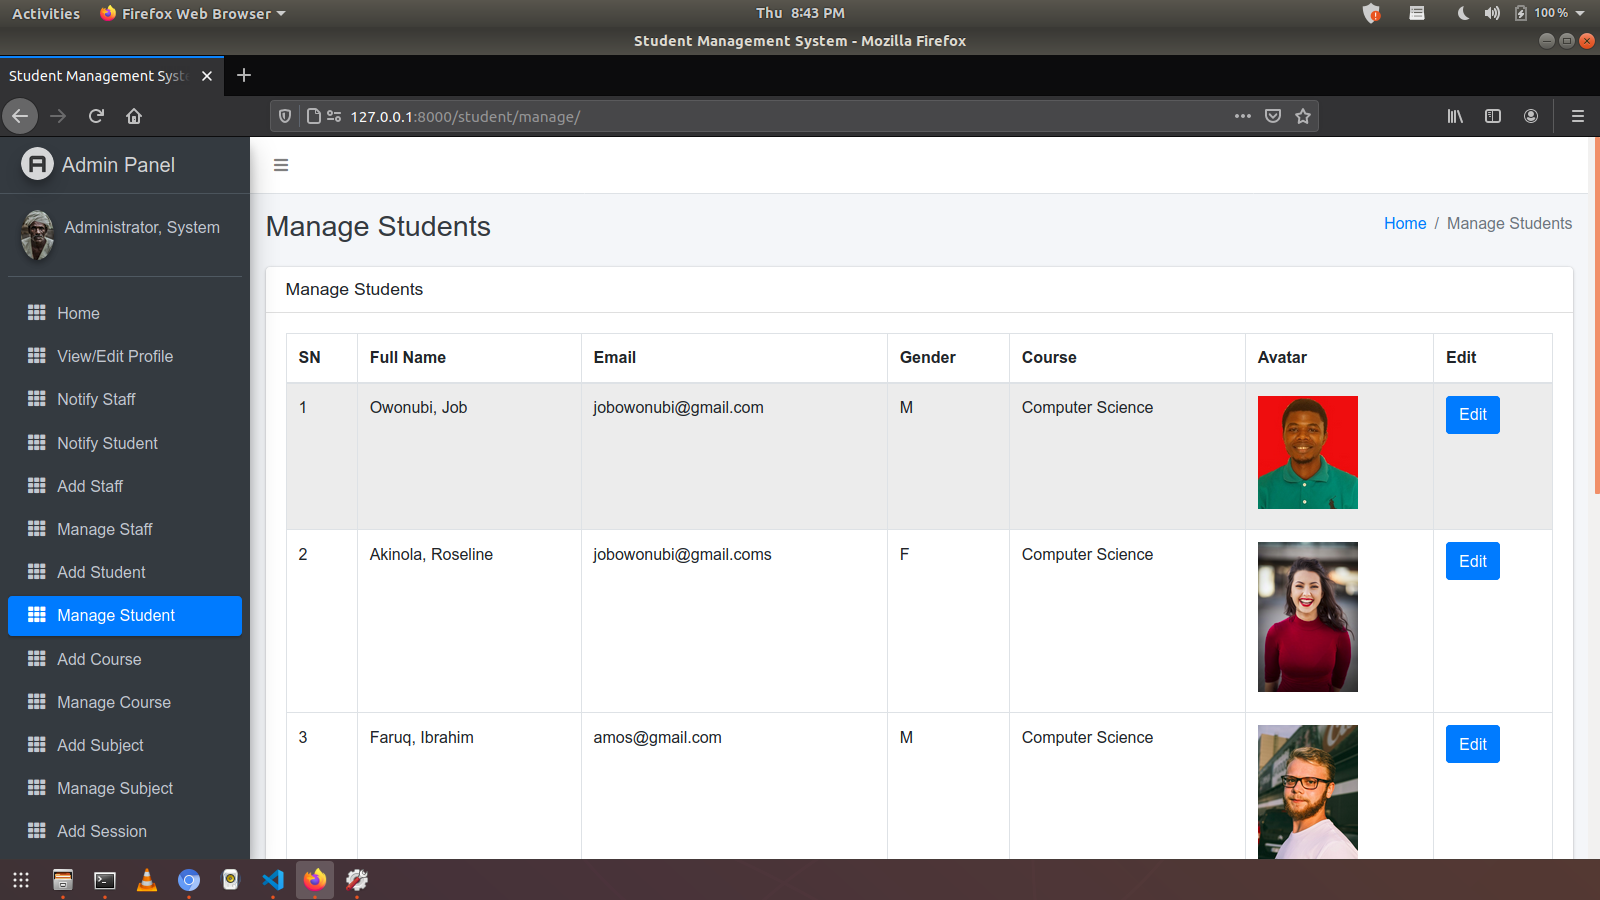 Activities Firefox Web Browser Thu 8:43 PM 100 %
Student Management System - Mozilla Firefox
Student Management Syst
127.0.0.1:8000/student/manage/
Admin Panel
Administrator, System
Home
View/Edit Profile
Notify Staff
Notify Student
Add Staff
Manage Staff
Add Student
Manage Student
Add Course
Manage Course
Add Subject
Manage Subject
Add Session
Manage Students
Home / Manage Students
Manage Students
SN Full Name Email Gender Course Avatar Edit
1 Owonubi, Job jobowonubi@gmail.com M Computer Science Edit
2 Akinola, Roseline jobowonubi@gmail.coms F Computer Science Edit
3 Faruq, Ibrahim amos@gmail.com M Computer Science Edit